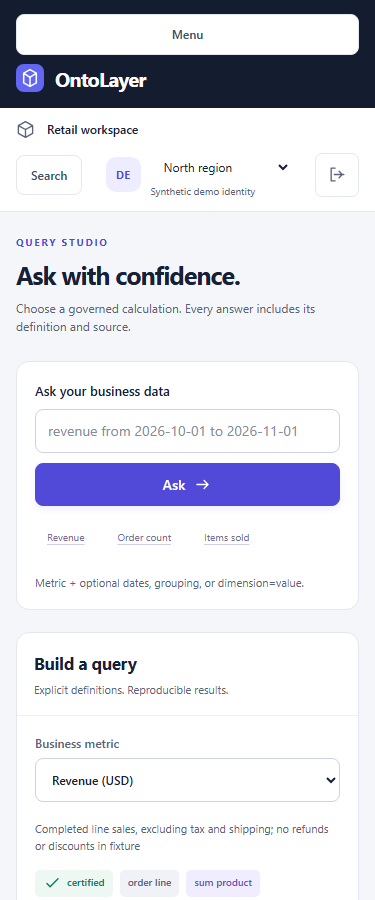 Menu
OntoLayer
Retail workspace
Search
DE
North region
Synthetic demo identity
QUERY STUDIO
Ask with confidence.
Choose a governed calculation. Every answer includes its
definition and source.
Ask your business data
revenue from 2026-10-01 to 2026-11-01
Ask →
Revenue
Order count
Items sold
Metric + optional dates, grouping, or dimension=value.
Build a query
Explicit definitions. Reproducible results.
Business metric
Revenue (USD)
Completed line sales, excluding tax and shipping; no refunds
or discounts in fixture
certified
order line
sum product